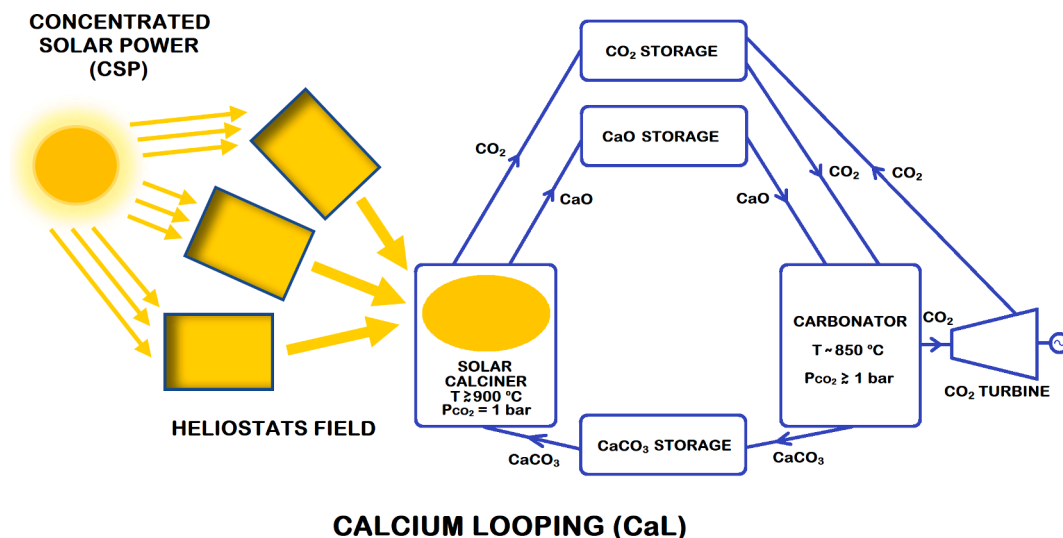 CONCENTRATED
SOLAR POWER
(CSP)
CO₂ STORAGE
CaO STORAGE
CO₂
CaO
CO₂
CaO
CO₂
SOLAR
CALCINER
T ≳ 900 ºC
Pco₂ = 1 bar
CARBONATOR
T ~ 850 ºC
Pco₂ ≳ 1 bar
CO₂
CO₂ TURBINE
HELIOSTATS FIELD
CaCO₃ STORAGE
CaCO₃
CaCO₃
CALCIUM LOOPING (CaL)